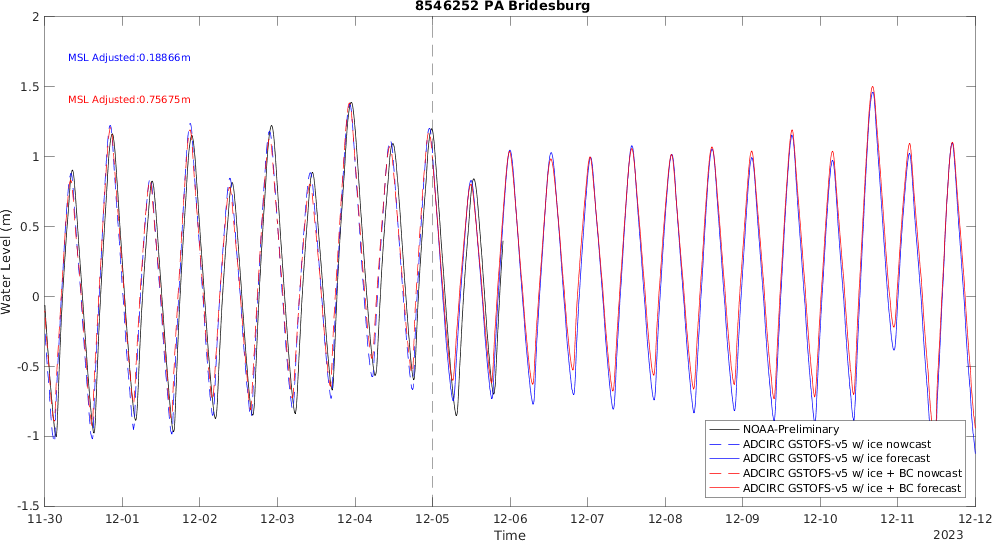 8546252 PA Bridesburg
MSL Adjusted:0.18866m
MSL Adjusted:0.75675m
Water Level (m)
2
1.5
1
0.5
0
-0.5
-1
-1.5
NOAA-Preliminary
ADCIRC GSTOFS-v5 w/ ice nowcast
ADCIRC GSTOFS-v5 w/ ice forecast
ADCIRC GSTOFS-v5 w/ ice + BC nowcast
ADCIRC GSTOFS-v5 w/ ice + BC forecast
11-30 12-01 12-02 12-03 12-04 12-05 12-06 12-07 12-08 12-09 12-10 12-11 12-12
Time
2023